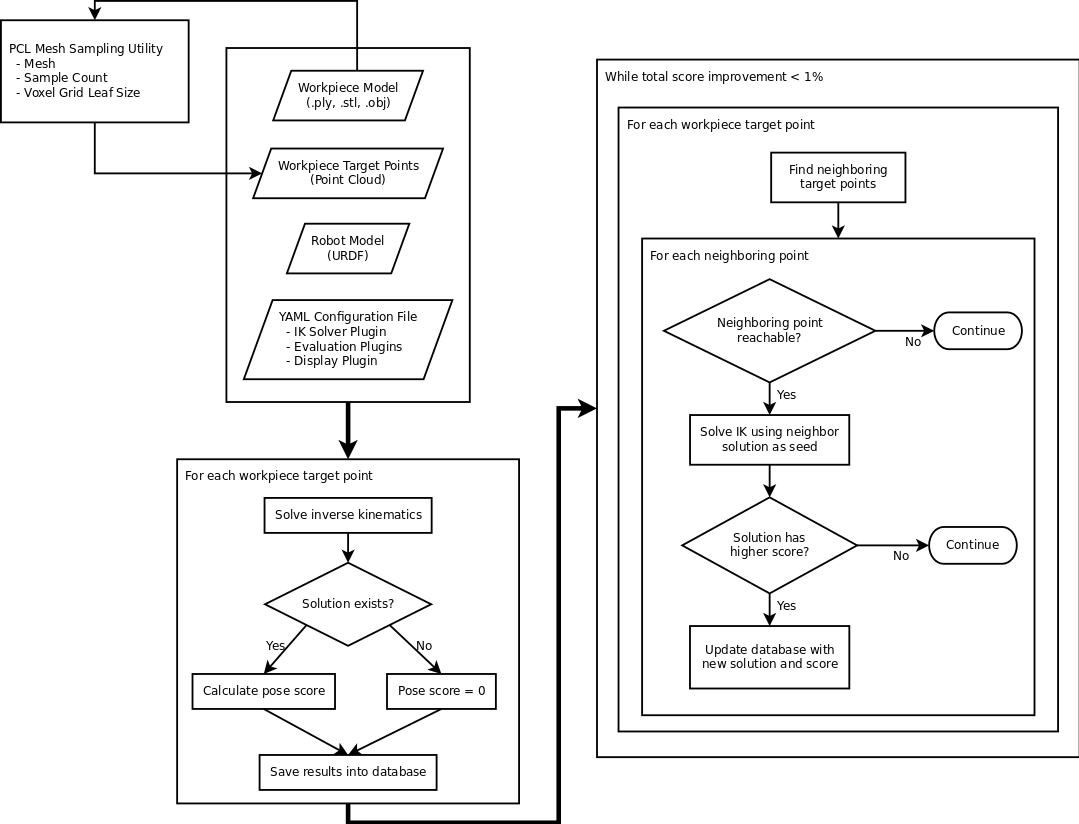 PCL Mesh Sampling Utility
- Mesh
- Sample Count
- Voxel Grid Leaf Size
Workpiece Model
(.ply, .stl, .obj)
Workpiece Target Points
(Point Cloud)
Robot Model
(URDF)
YAML Configuration File
- IK Solver Plugin
- Evaluation Plugins
- Display Plugin
For each workpiece target point
Solve inverse kinematics
Solution exists?
Yes
No
Calculate pose score
Pose score = 0
Save results into database
While total score improvement < 1%
For each workpiece target point
Find neighboring
target points
For each neighboring point
Neighboring point
reachable?
No
Continue
Yes
Solve IK using neighbor
solution as seed
Solution has
higher score?
No
Continue
Yes
Update database with
new solution and score